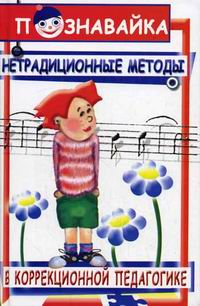 ПОЗНАВАЙКА
НЕТРАДИЦИОННЫЕ МЕТОДЫ
В КОРРЕКЦИОННОЙ ПЕДАГОГИКЕ